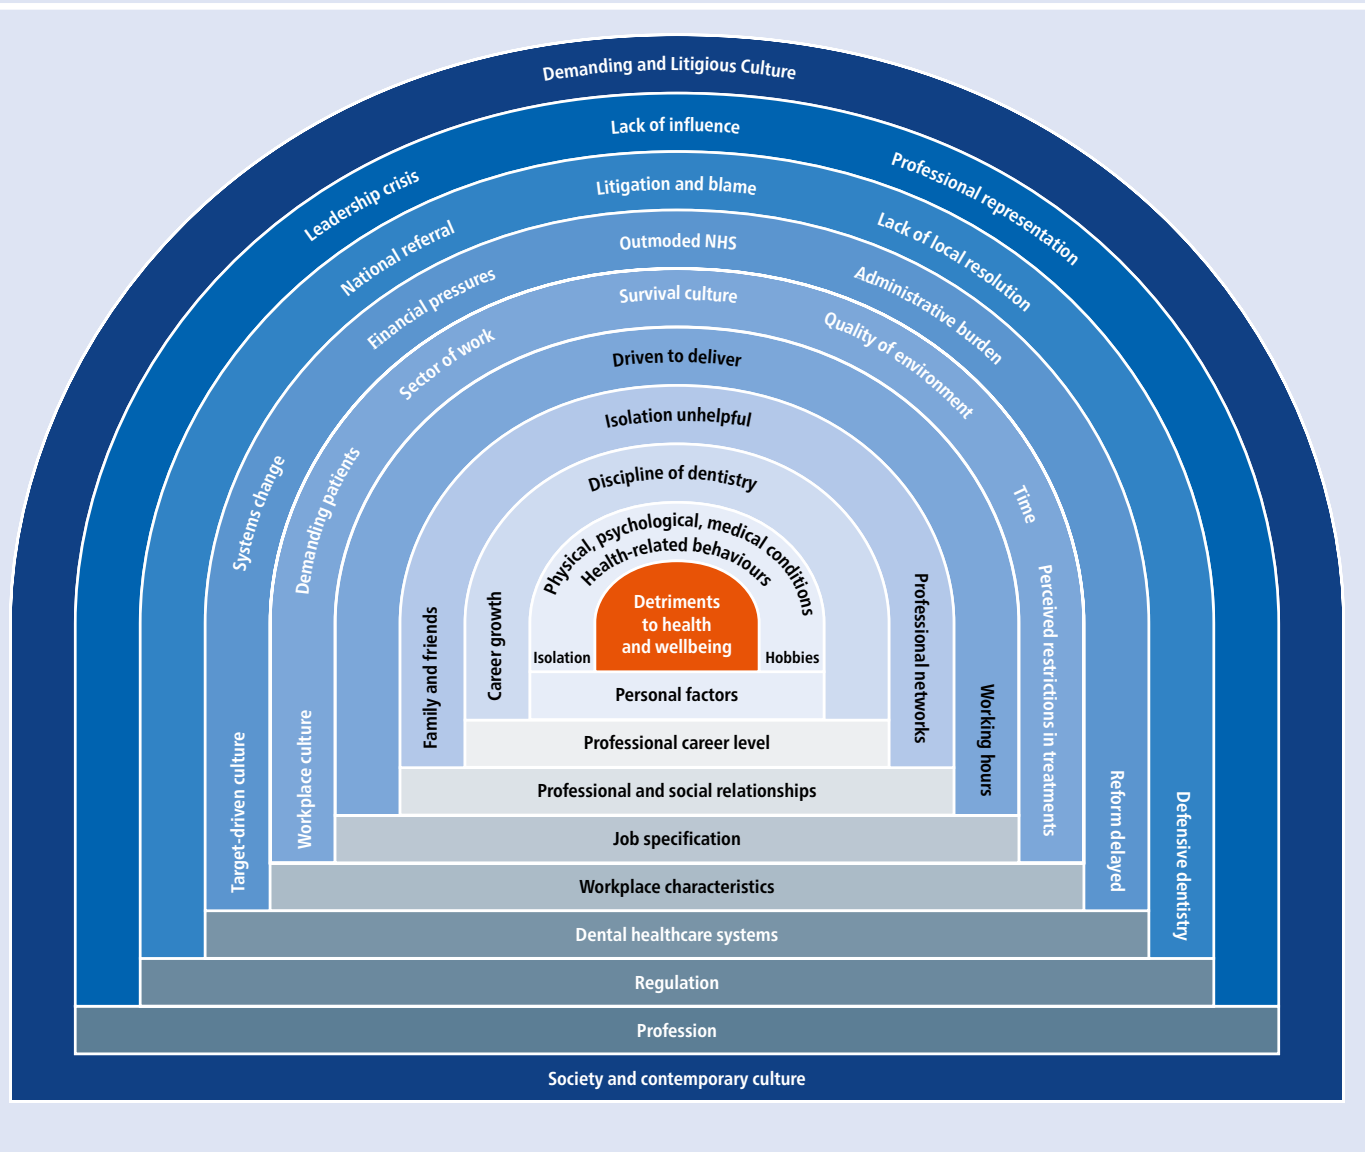 Demanding and Litigious Culture
Leadership crisis
Lack of influence
Professional representation
National referral
Litigation and blame
Lack of local resolution
Defensive dentistry
Target-driven culture
Systems change
Financial pressures
Outmoded NHS
Administrative burden
Reform delayed
Workplace culture
Demanding patients
Sector of work
Survival culture
Quality of environment
Time
Perceived restrictions in treatments
Driven to deliver
Working hours
Family and friends
Isolation unhelpful
Professional networks
Career growth
Discipline of dentistry
Physical, psychological, medical conditions
Health-related behaviours
Isolation
Hobbies
Detriments
to health
and wellbeing
Personal factors
Professional career level
Professional and social relationships
Job specification
Workplace characteristics
Dental healthcare systems
Regulation
Profession
Society and contemporary culture